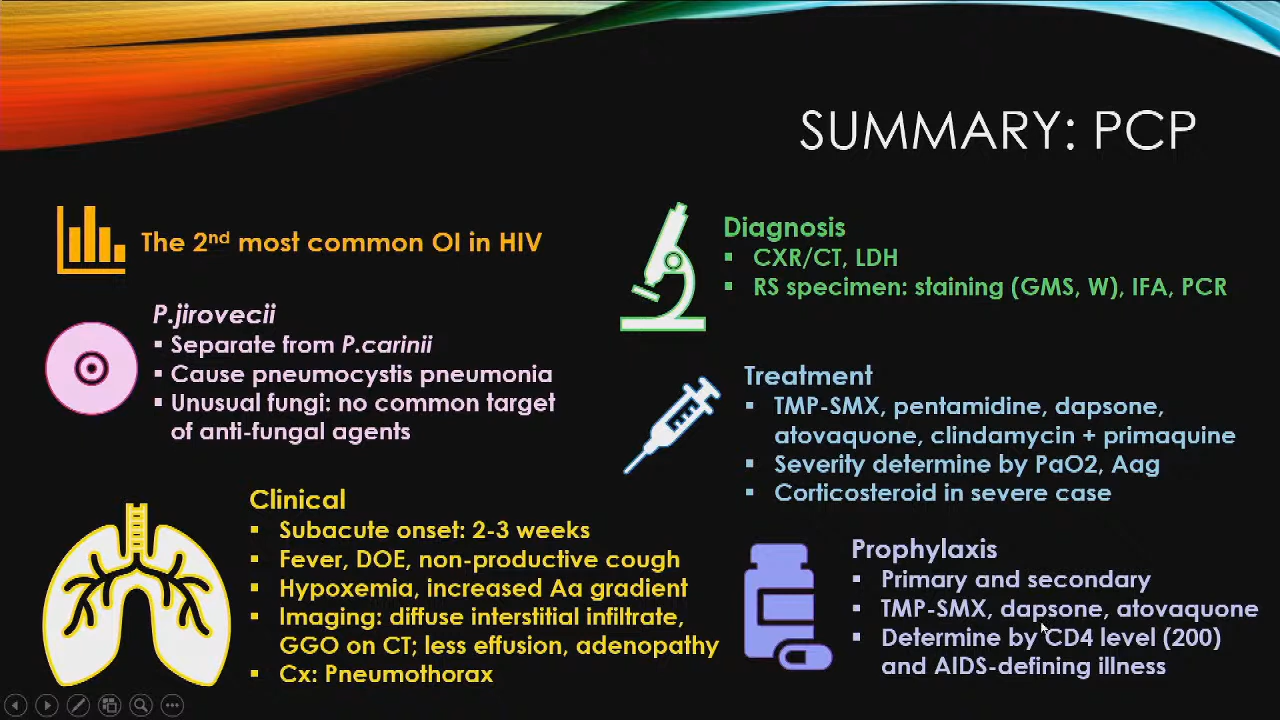 SUMMARY: PCP
The 2nd most common OI in HIV
P.jirovecii
▪ Separate from P.carinii
▪ Cause pneumocystis pneumonia
▪ Unusual fungi: no common target
of anti-fungal agents
Clinical
▪ Subacute onset: 2-3 weeks
▪ Fever, DOE, non-productive cough
▪ Hypoxemia, increased Aa gradient
▪ Imaging: diffuse interstitial infiltrate,
GGO on CT; less effusion, adenopathy
▪ Cx: Pneumothorax
Diagnosis
▪ CXR/CT, LDH
▪ RS specimen: staining (GMS, W), IFA, PCR
Treatment
▪ TMP-SMX, pentamidine, dapsone,
atovaquone, clindamycin + primaquine
▪ Severity determine by PaO2, Aag
▪ Corticosteroid in severe case
Prophylaxis
▪ Primary and secondary
▪ TMP-SMX, dapsone, atovaquone
▪ Determine by CD4 level (200)
and AIDS-defining illness